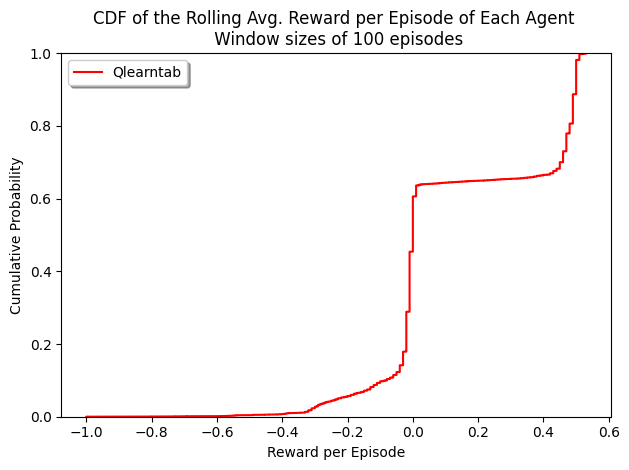 CDF of the Rolling Avg. Reward per Episode of Each Agent
Window sizes of 100 episodes
Qlearntab
Cumulative Probability
1.0
0.8
0.6
0.4
0.2
0.0
−1.0 −0.8 −0.6 −0.4 −0.2 0.0 0.2 0.4 0.6
Reward per Episode